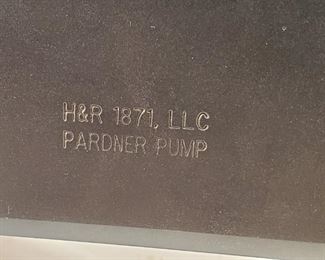 H&R 1871, LLC
PARDNER PUMP